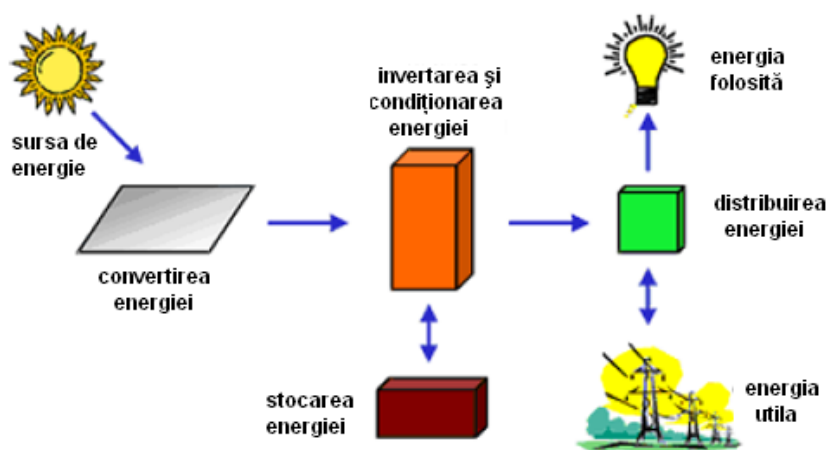 sursa de
energie
convertirea
energiei
invertarea şi
condiţionarea
energiei
stocarea
energiei
energia
folosită
distribuirea
energiei
energia
utila